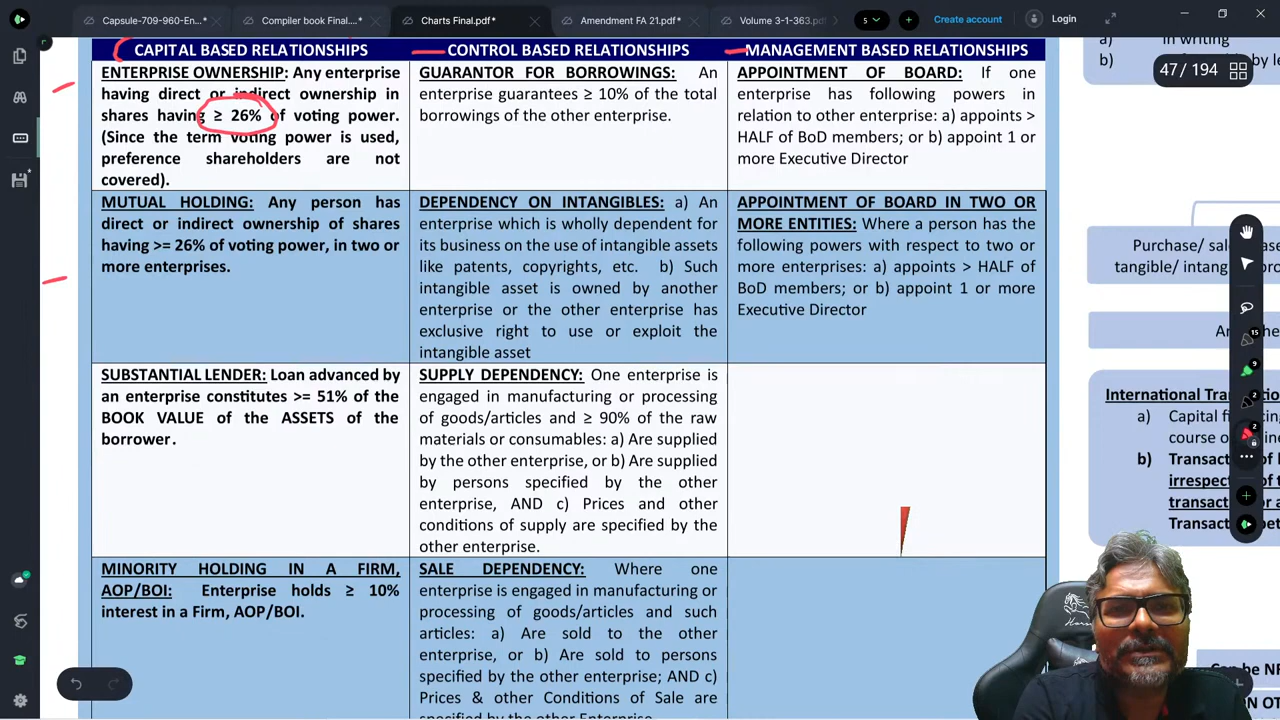 Capsule-709-960-En...*
Compiler book Final....*
Charts Final.pdf*
Amendment FA 21.pdf*
Volume 3-1-363.pdf
5
Create account
Login
47 / 194
CAPITAL BASED RELATIONSHIPS
CONTROL BASED RELATIONSHIPS
MANAGEMENT BASED RELATIONSHIPS
ENTERPRISE OWNERSHIP: Any enterprise
having direct or indirect ownership in
shares having ≥ 26% of voting power.
(Since the term voting power is used,
preference shareholders are not
covered).
GUARANTOR FOR BORROWINGS: An
enterprise guarantees ≥ 10% of the total
borrowings of the other enterprise.
APPOINTMENT OF BOARD: If one
enterprise has following powers in
relation to other enterprise: a) appoints >
HALF of BoD members; or b) appoint 1 or
more Executive Director
MUTUAL HOLDING: Any person has
direct or indirect ownership of shares
having >= 26% of voting power, in two or
more enterprises.
DEPENDENCY ON INTANGIBLES: a) An
enterprise which is wholly dependent for
its business on the use of intangible assets
like patents, copyrights, etc. b) Such
intangible asset is owned by another
enterprise or the other enterprise has
exclusive right to use or exploit the
intangible asset
APPOINTMENT OF BOARD IN TWO OR
MORE ENTITIES: Where a person has the
following powers with respect to two or
more enterprises: a) appoints > HALF of
BoD members; or b) appoint 1 or more
Executive Director
SUBSTANTIAL LENDER: Loan advanced by
an enterprise constitutes >= 51% of the
BOOK VALUE of the ASSETS of the
borrower.
SUPPLY DEPENDENCY: One enterprise is
engaged in manufacturing or processing
of goods/articles and ≥ 90% of the raw
materials or consumables: a) Are supplied
by the other enterprise, or b) Are supplied
by persons specified by the other
enterprise, AND c) Prices and other
conditions of supply are specified by the
other enterprise.
MINORITY HOLDING IN A FIRM,
AOP/BOI: Enterprise holds ≥ 10%
interest in a Firm, AOP/BOI.
SALE DEPENDENCY: Where one
enterprise is engaged in manufacturing or
processing of goods/articles and such
articles: a) Are sold to the other
enterprise, or b) Are sold to persons
specified by the other enterprise; AND c)
Prices & other Conditions of Sale are
specified by the other Enterprise
a) in writing
b)
Purchase/
tangible/
International
a) Capital
course
b)
irrespective
15
9
2
2